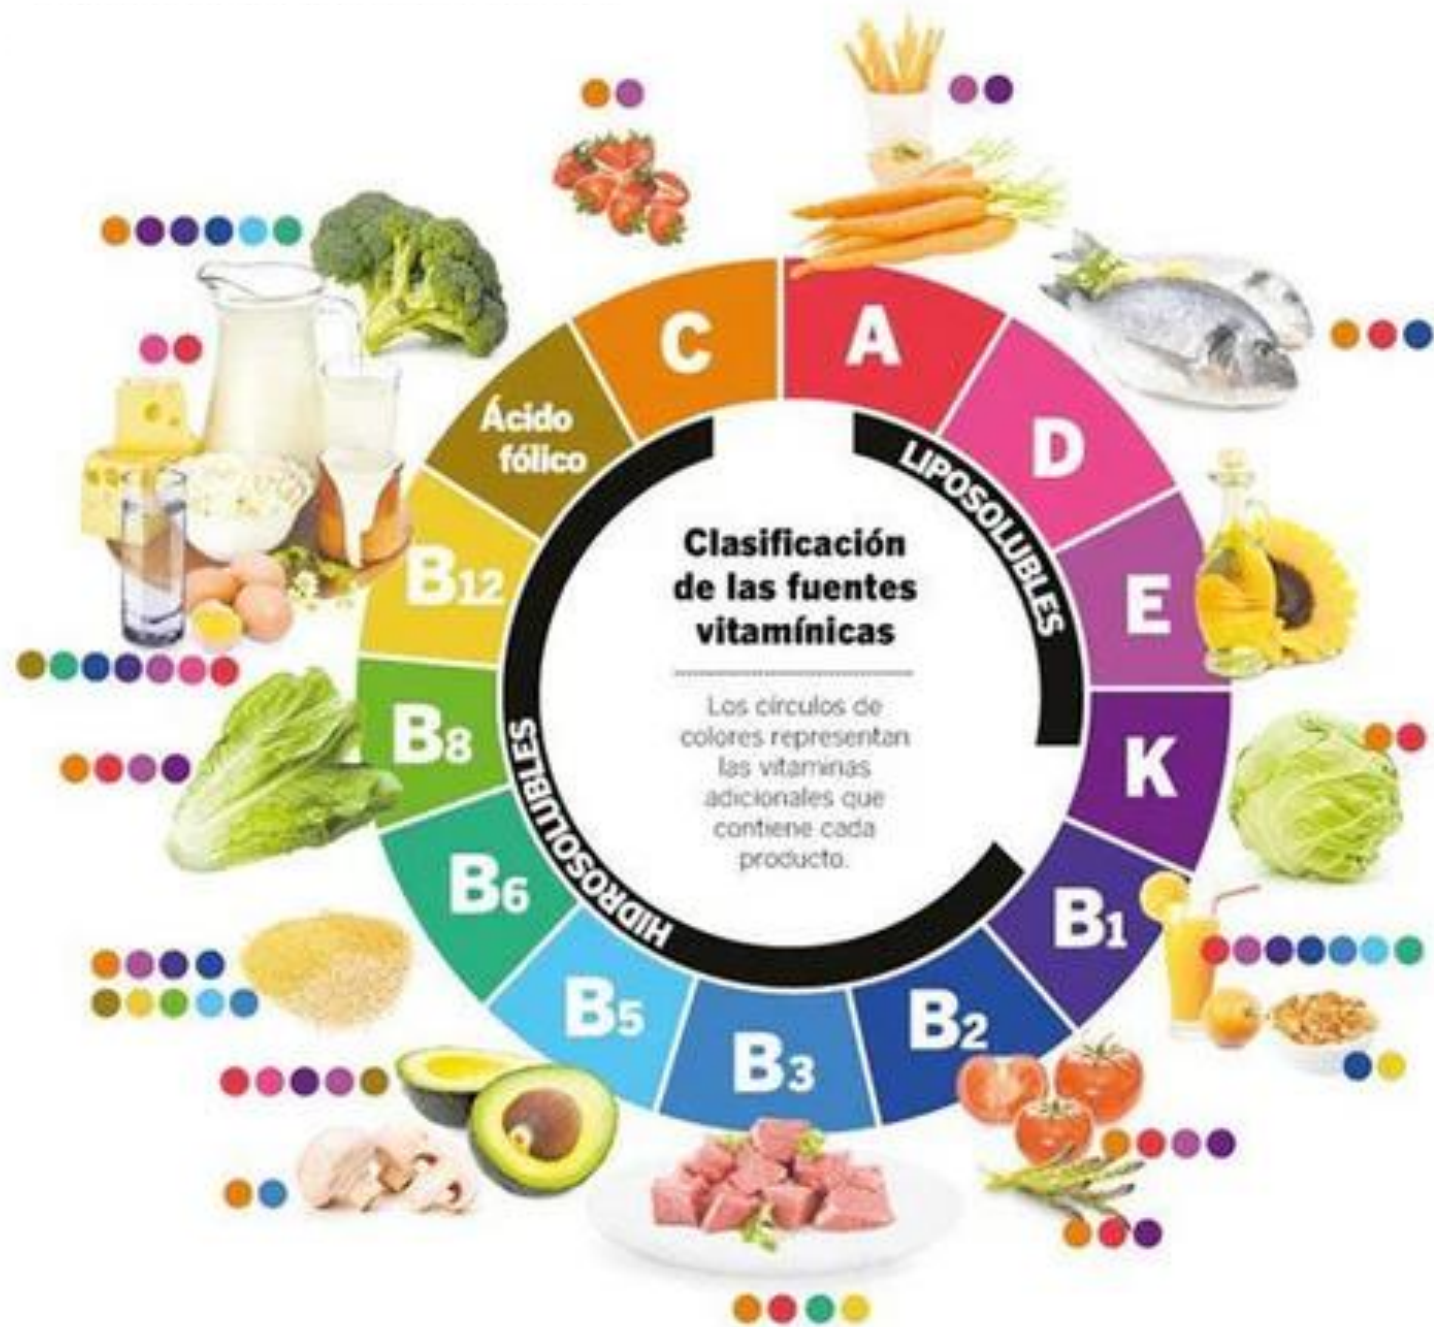 C
A
D
E
K
B1
B2
B3
B5
B6
B8
B12
Ácido
fólico
LIPOSOLUBLES
HIDROSOLUBLES
Clasificación
de las fuentes
vitamínicas
Los círculos de
colores representan
las vitaminas
adicionales que
contiene cada
producto.